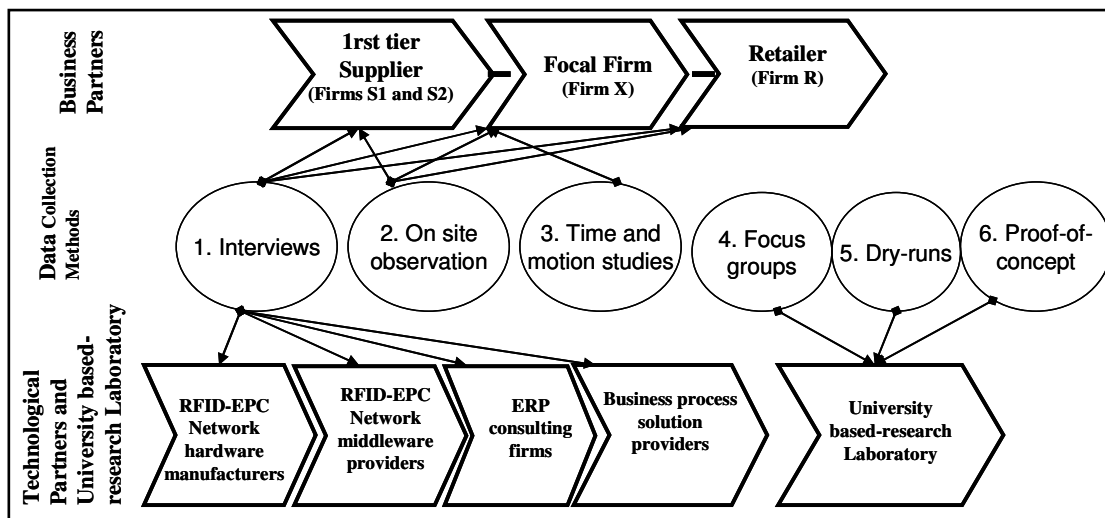 Business
Partners
1rst tier
Supplier
(Firms S1 and S2)
Focal Firm
(Firm X)
Retailer
(Firm R)
Data Collection
Methods
1. Interviews
2. On site
observation
3. Time and
motion studies
4. Focus
groups
5. Dry-runs
6. Proof-of-
concept
Technological
Partners and
University based-
research Laboratory
RFID-EPC
Network
hardware
manufacturers
RFID-EPC
Network
middleware
providers
ERP
consulting
firms
Business process
solution
providers
University
based-research
Laboratory